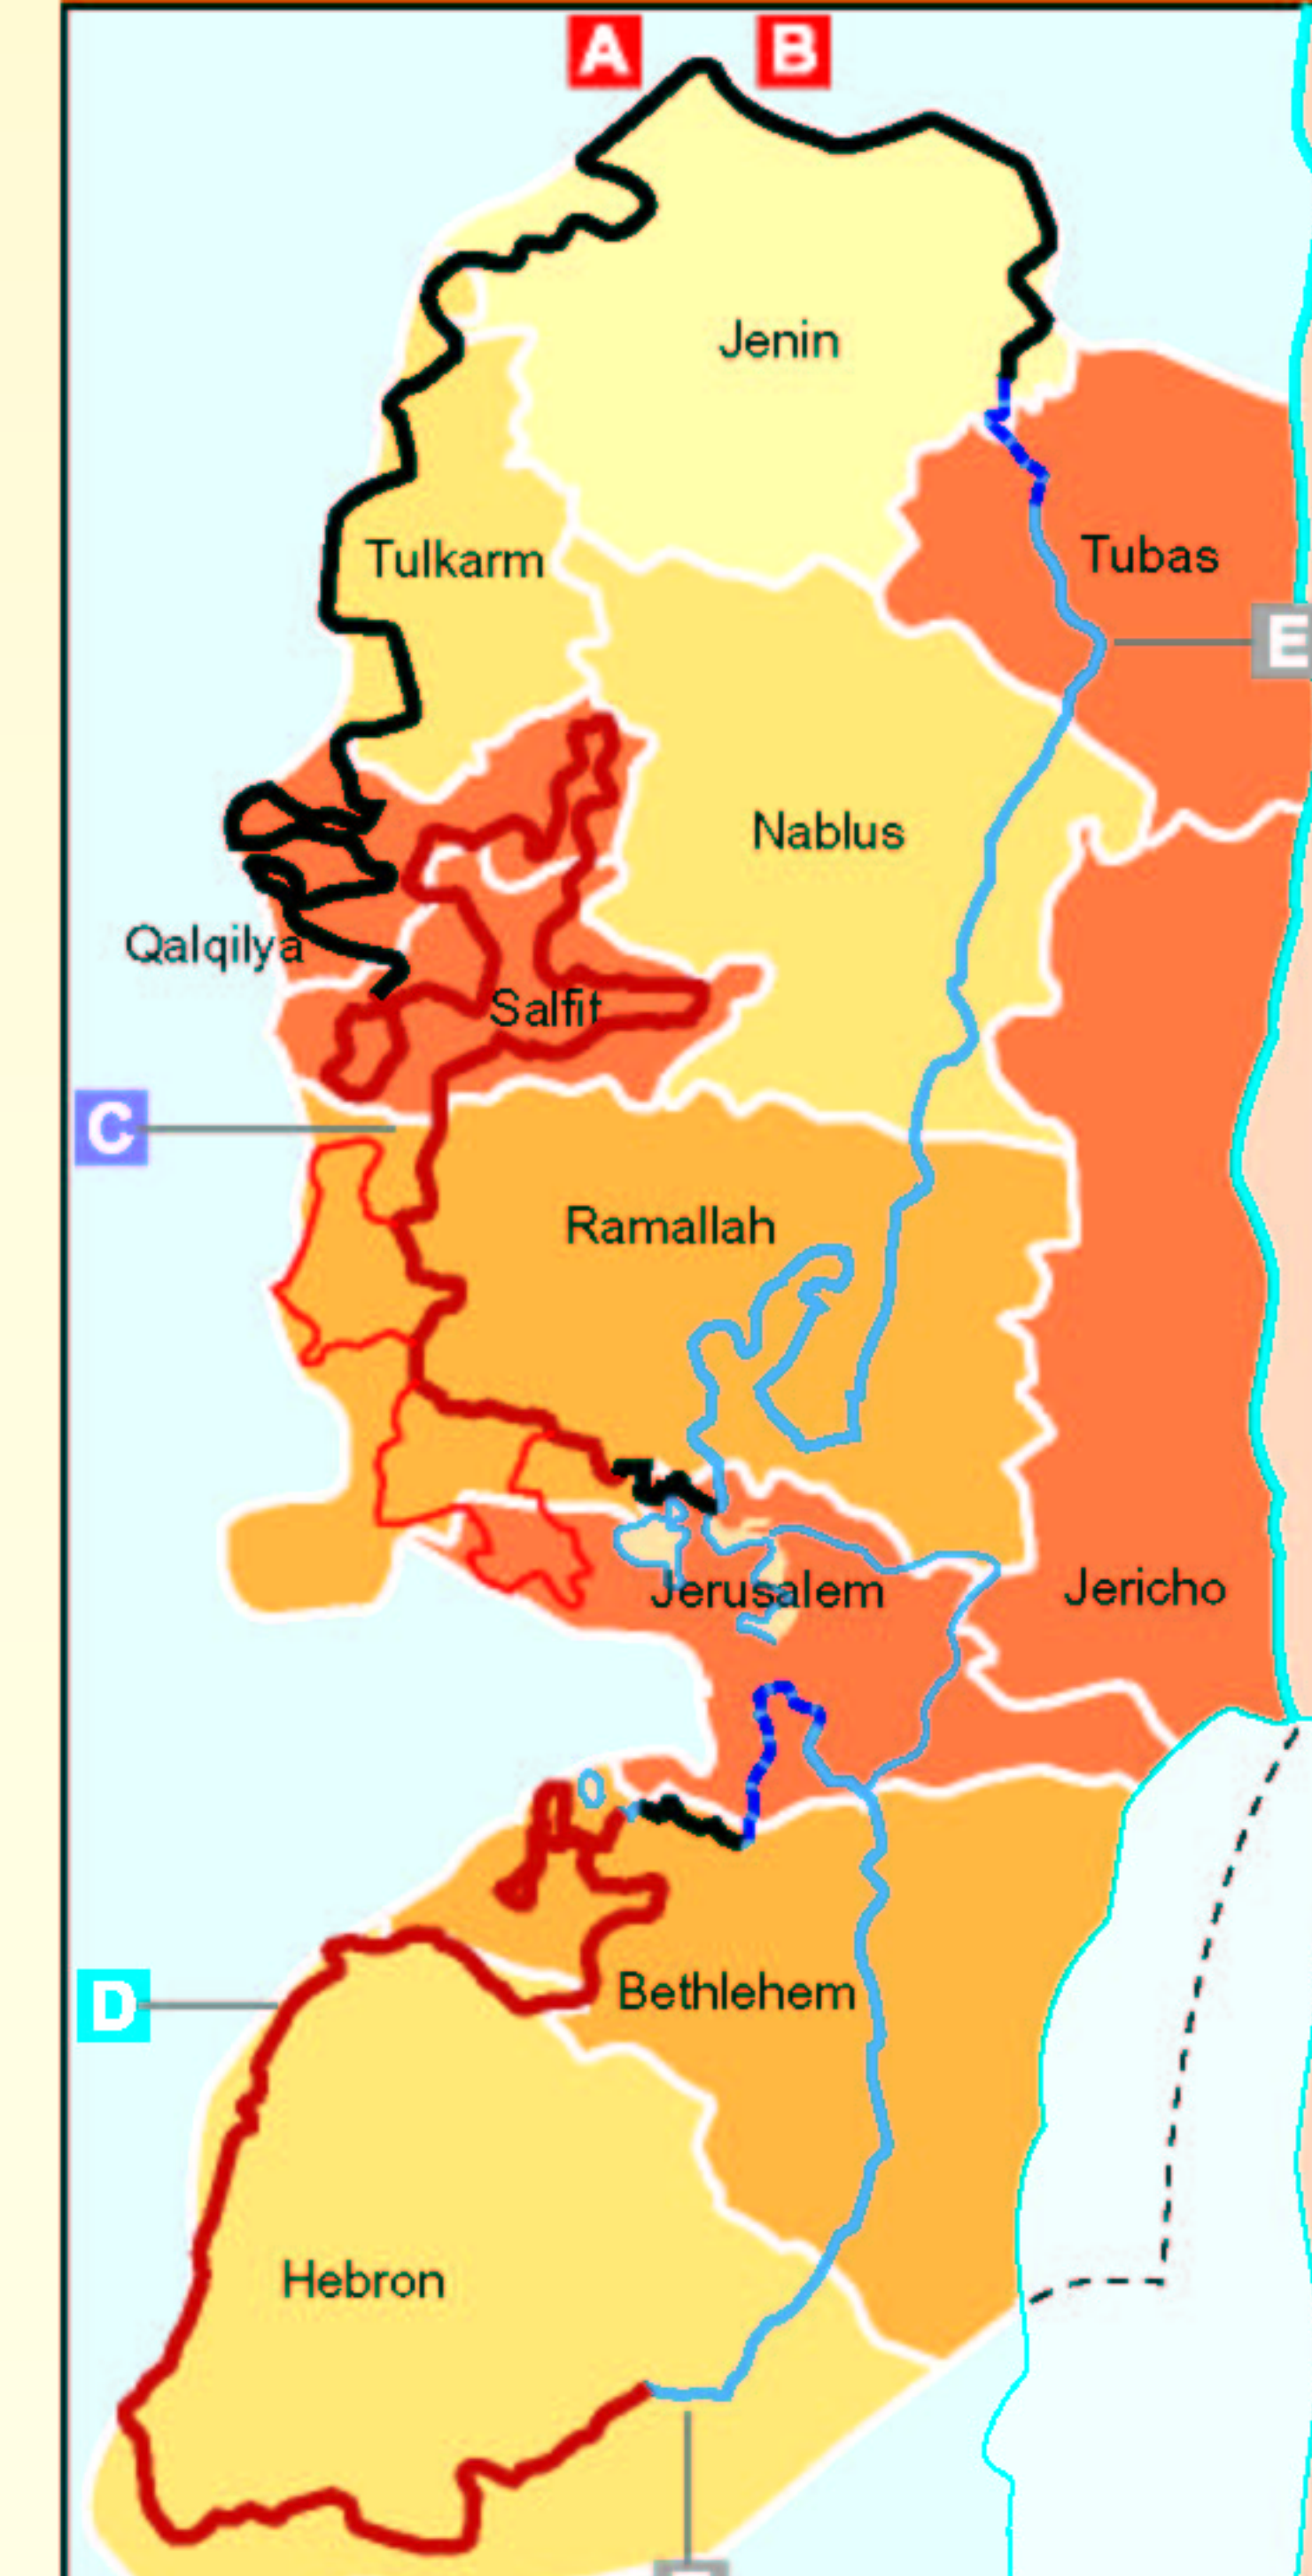 A B
Jenin
Tulkarm
Tubas
E
Nablus
Qalqilya
Salfit
C
Ramallah
Jerusalem
Jericho
D
Bethlehem
Hebron